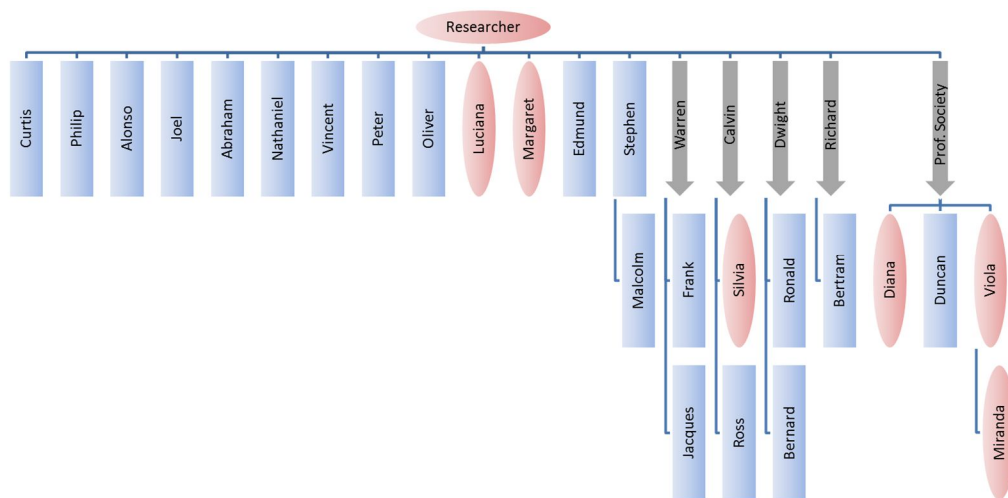 Researcher
Curtis
Philip
Alonso
Joel
Abraham
Nathaniel
Vincent
Peter
Oliver
Luciana
Margaret
Edmund
Stephen
Warren
Calvin
Dwight
Richard
Prof. Society
Malcolm
Frank
Silvia
Ronald
Bertram
Diana
Duncan
Viola
Jacques
Ross
Bernard
Miranda